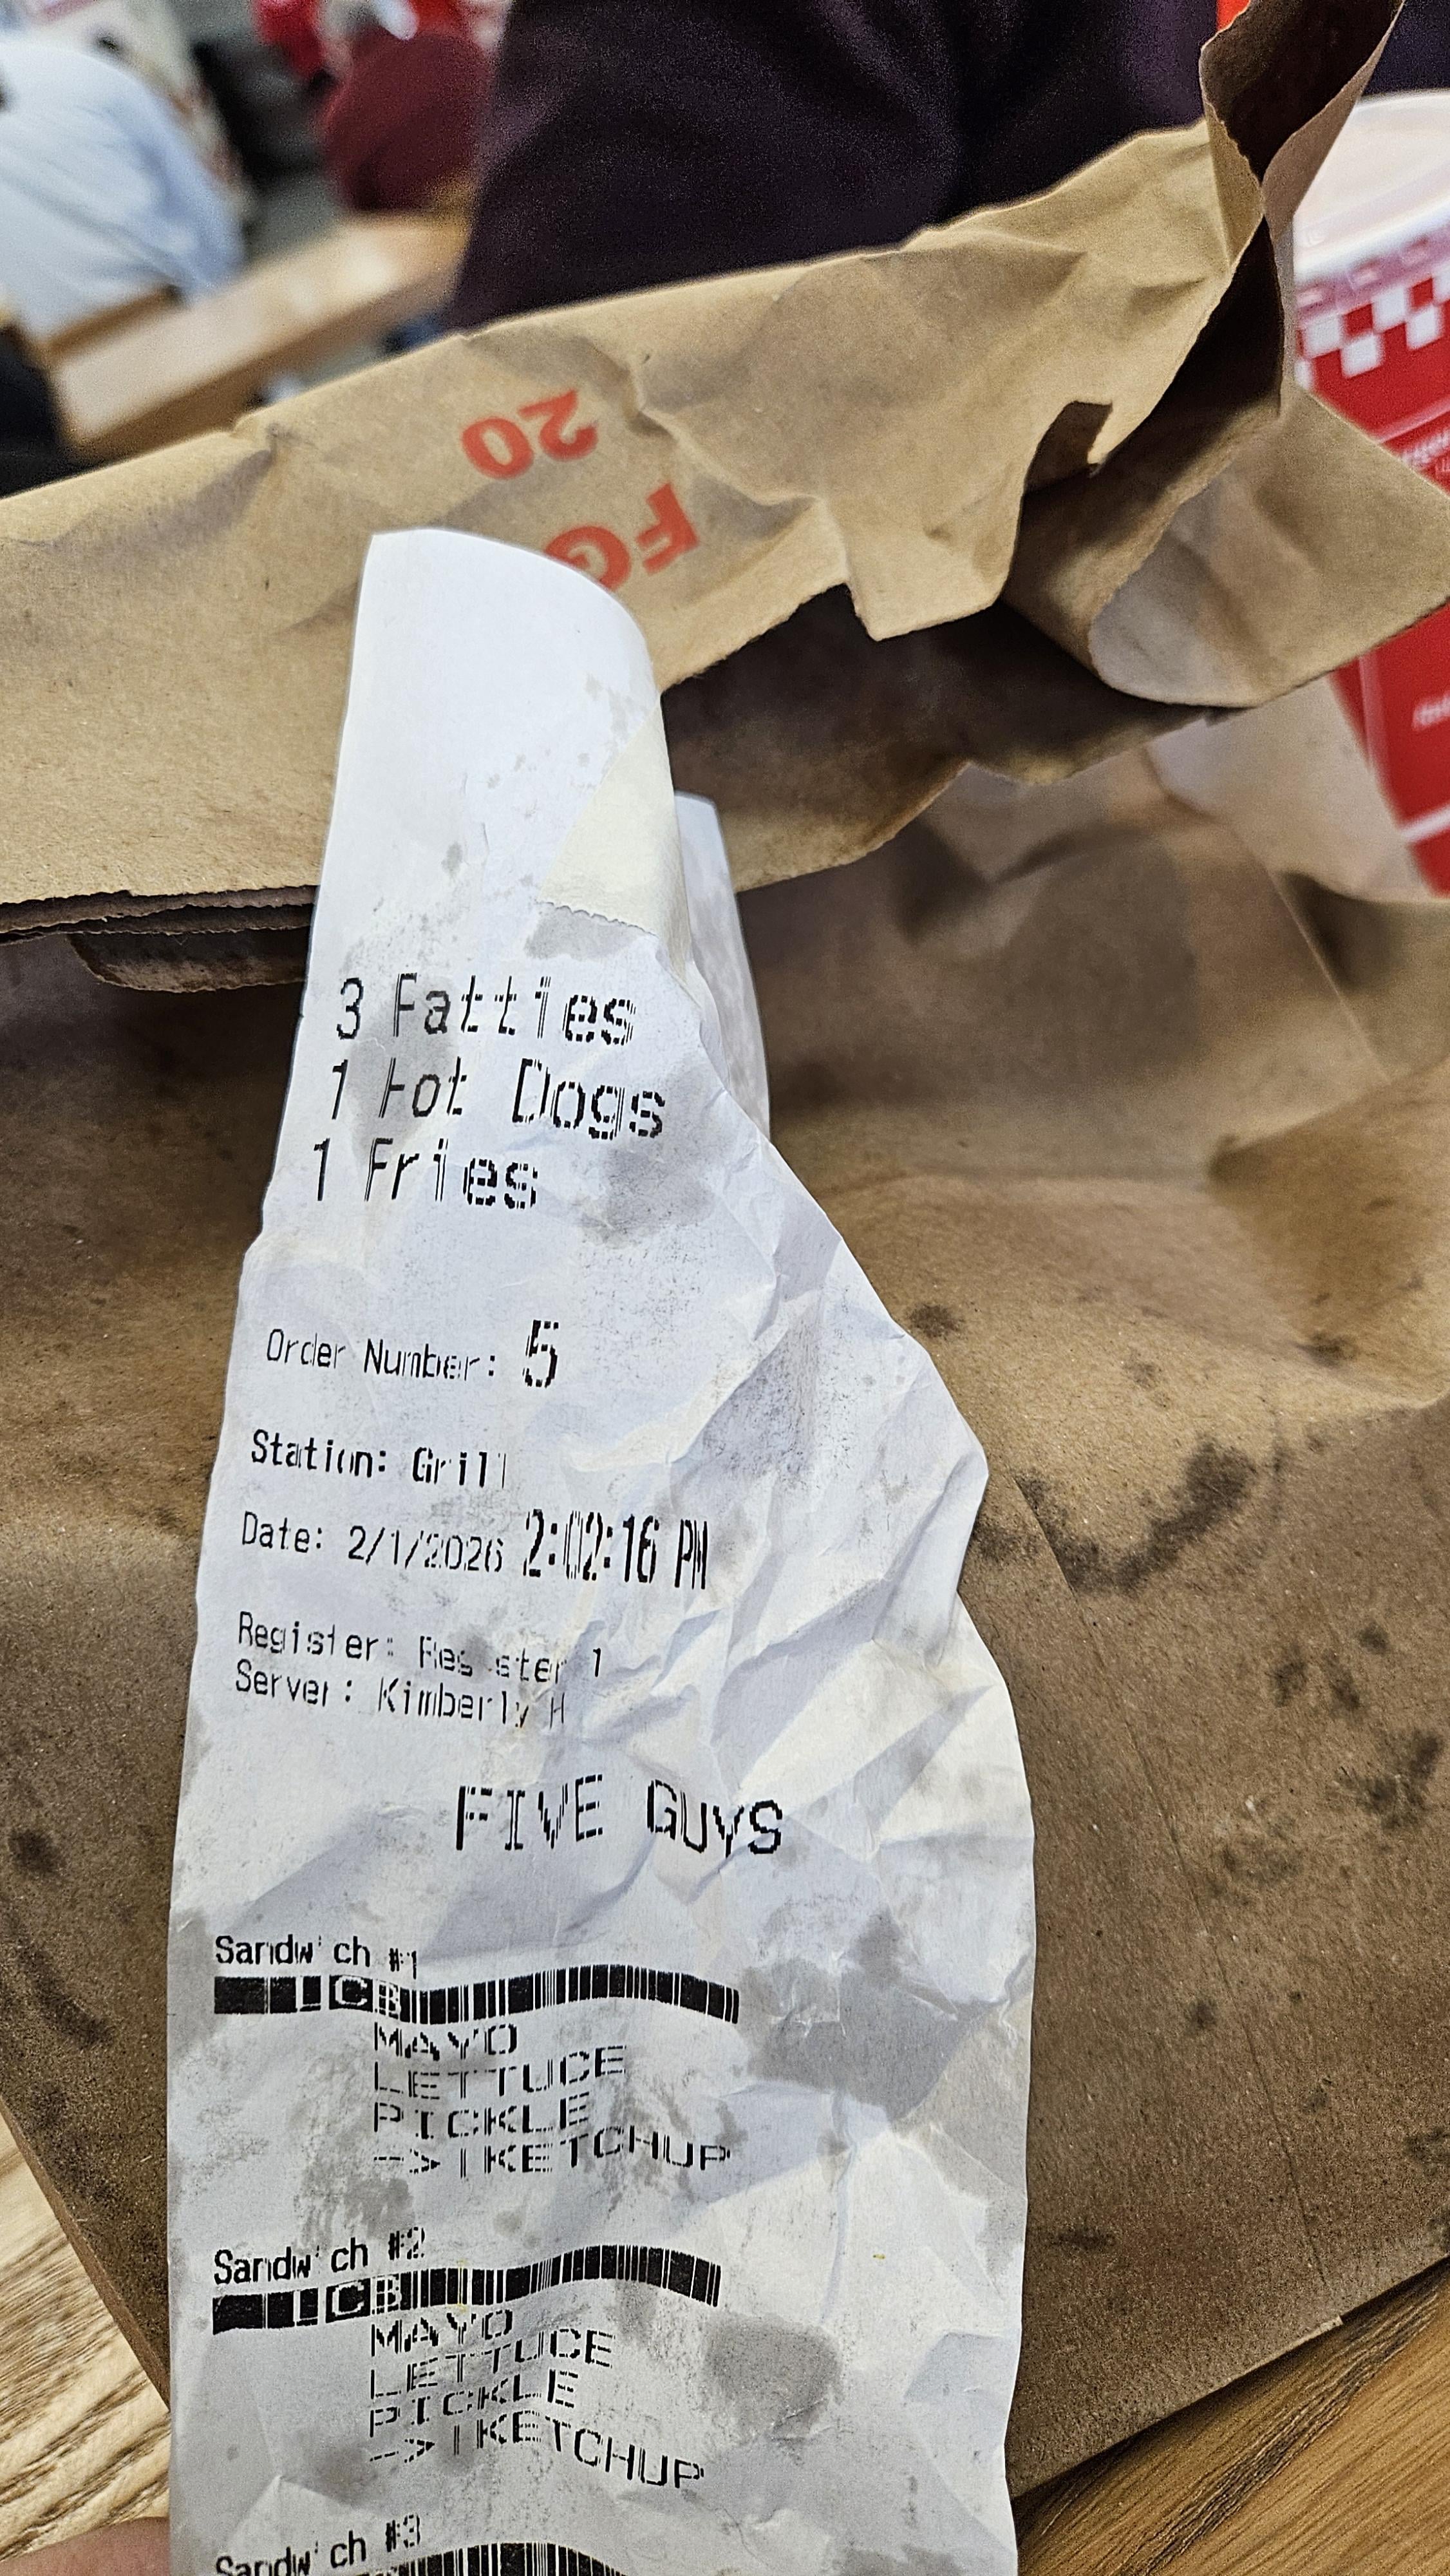 20
FG
3 Fatties
1 Hot Dogs
1 Fries
Order Number: 5
Station: Grill
Date: 2/1/2026 2:02:16 PM
Register: Register 1
Server: Kimberly H
FIVE GUYS
Sandwich #1
LCB
MAYO
LETTUCE
PICKLE
-> !KETCHUP
Sandwich #2
LCB
MAYO
LETTUCE
PICKLE
-> !KETCHUP
Sandwich #3